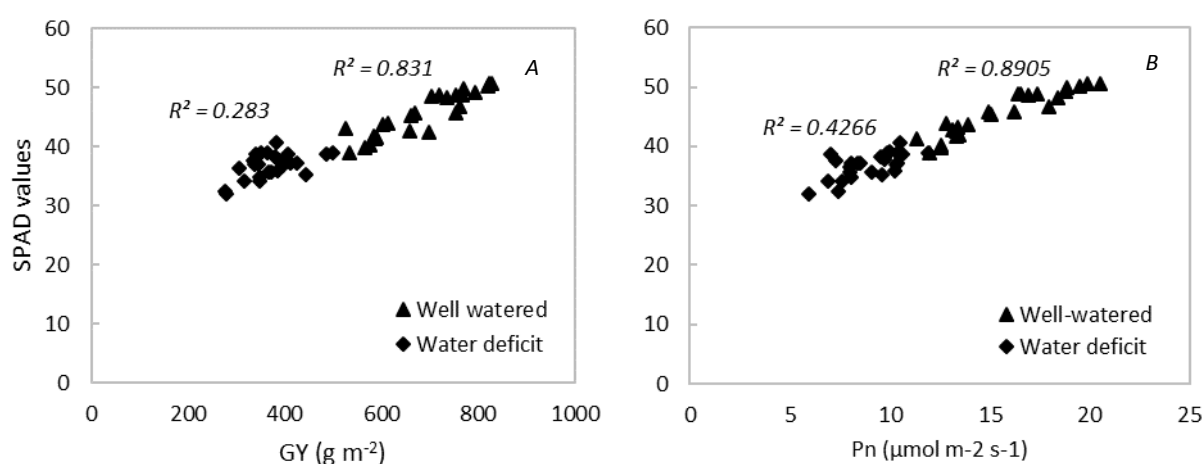 60
50
40
30
20
10
0
SPAD values
R² = 0.831
A
R² = 0.283
Well watered
Water deficit
0 200 400 600 800 1000
GY (g m⁻²)
60
50
40
30
20
10
0
R² = 0.8905
B
R² = 0.4266
Well-watered
Water deficit
0 5 10 15 20 25
Pn (μmol m-2 s-1)